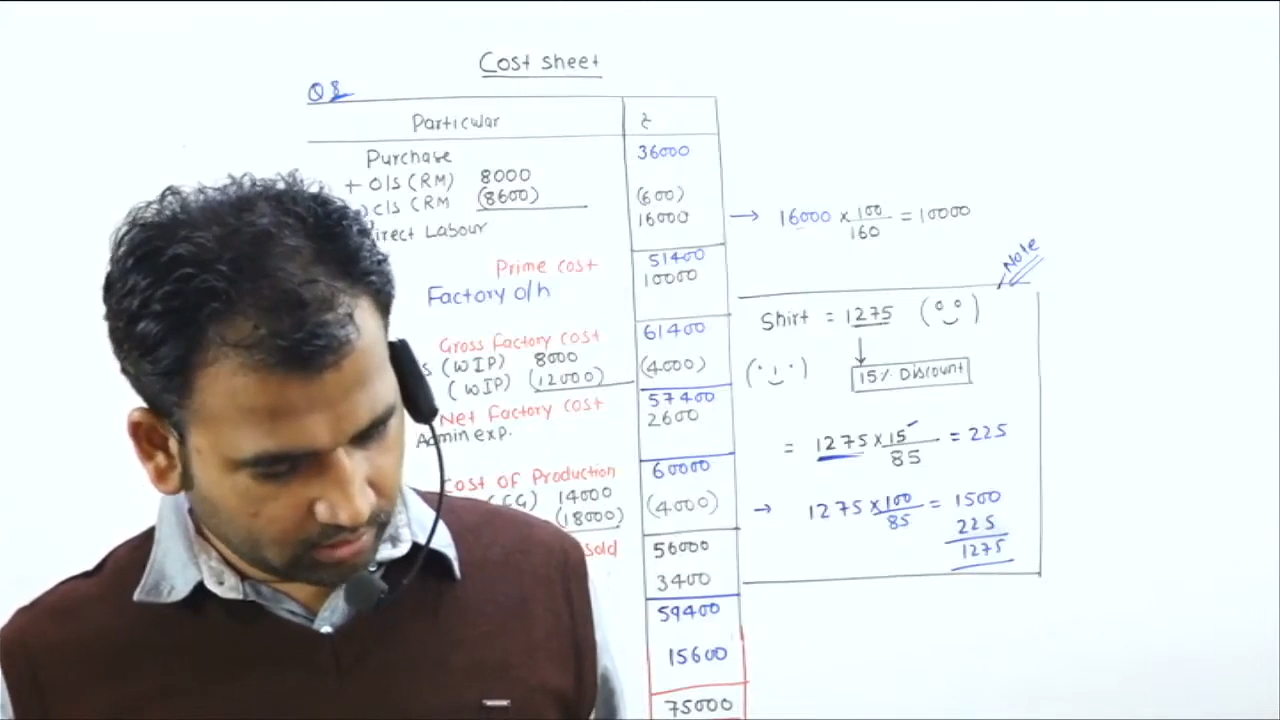 Cost sheet
Q 8
Particular ₹
Purchase 36000
+ O/S (RM) 8000
C/S (RM (8600) (600)
irect Labour 16000 → 16000 × 100/160 = 10000
Prime cost 51400
Factory O/h 10000
Gross Factory cost 61400
S (WIP) 8000
(WIP) (12000) (4000)
Net Factory cost 57400
Admin exp. 2600
Cost OF Production 60000
(FG) 14000
(18000) (4000)
sold 56000
3400
59400
15600
75000
Note
Shirt = 1275
15% Discount
= 1275 × 15/85 = 225
→ 1275 × 100/85 = 1500
225
1275